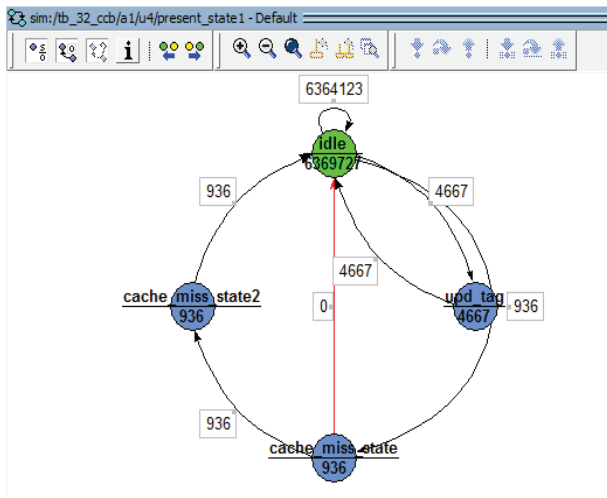 sim:/tb_32_ccb/a1/u4/present_state1 - Default
6364123
idle
6369727
936
4667
4667
cache_miss_state2
936
0
upd_tag
4667
936
936
cache_miss_state
936